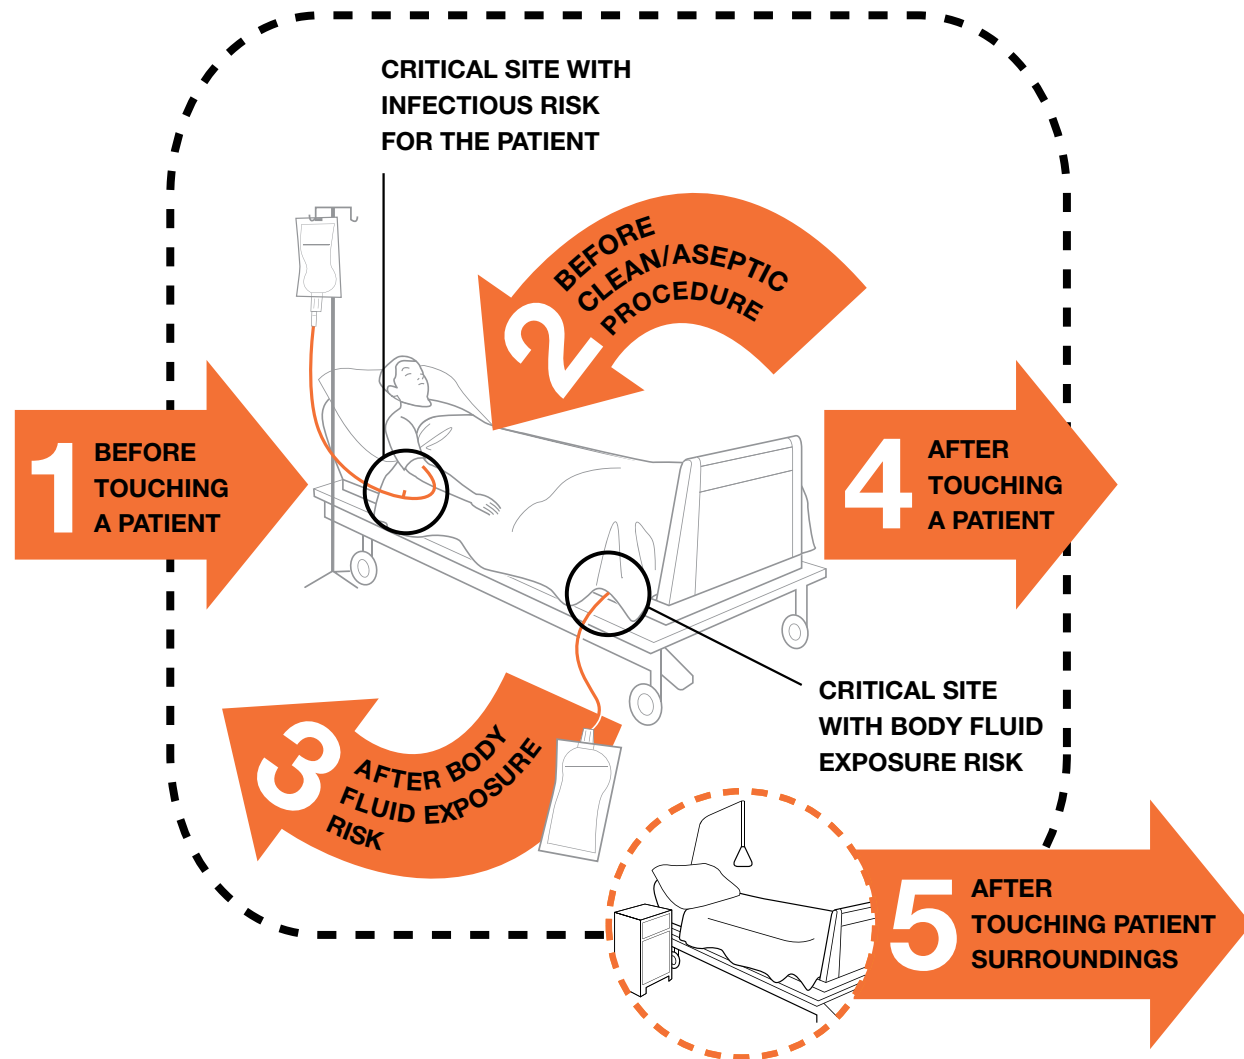 CRITICAL SITE WITH
INFECTIOUS RISK
FOR THE PATIENT
1
BEFORE
TOUCHING
A PATIENT
2
BEFORE
CLEAN/ASEPTIC
PROCEDURE
3
AFTER BODY
FLUID EXPOSURE
RISK
4
AFTER
TOUCHING
A PATIENT
CRITICAL SITE
WITH BODY FLUID
EXPOSURE RISK
5
AFTER
TOUCHING PATIENT
SURROUNDINGS